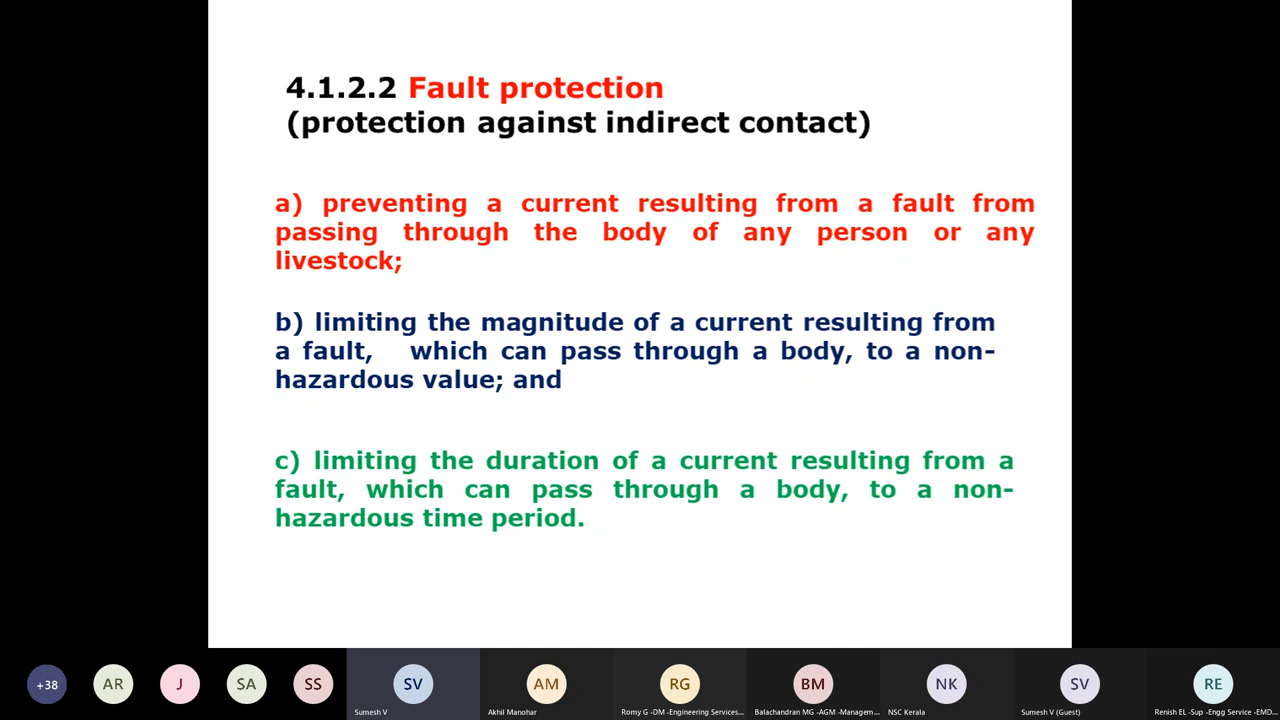 4.1.2.2 Fault protection
(protection against indirect contact)
a) preventing a current resulting from a fault from
passing through the body of any person or any
livestock;
b) limiting the magnitude of a current resulting from
a fault, which can pass through a body, to a non-
hazardous value; and
c) limiting the duration of a current resulting from a
fault, which can pass through a body, to a non-
hazardous time period.
+38 AR J SA SS SV AM RG BM NK SV RE
Sumesh V Akhil Manohar Romy G -DM -Engineering Services... Balachandran MG -AGM -Managem... NSC Kerala Sumesh V (Guest) Renish EL -Sup -Engg Service -EMD...